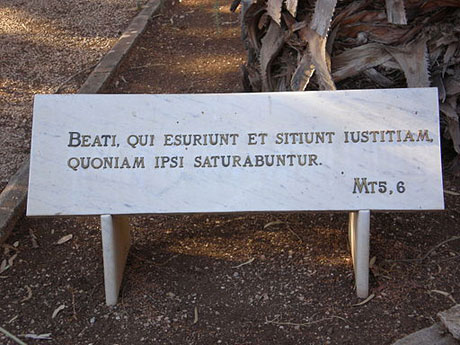 BEATI, QUI ESURIUNT ET SITIUNT IUSTITIAM,
QUONIAM IPSI SATURABUNTUR.
MT5,6